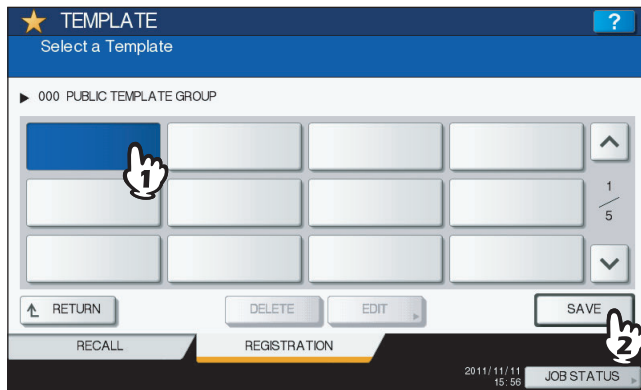 TEMPLATE
?
Select a Template
000 PUBLIC TEMPLATE GROUP
1
1
5
RETURN
DELETE
EDIT
SAVE
2
RECALL
REGISTRATION
2011/11/11
15:56
JOB STATUS